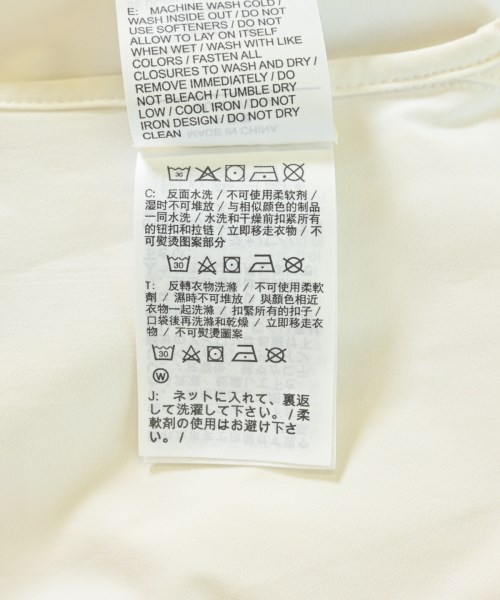 E: MACHINE WASH COLD /
WASH INSIDE OUT / DO NOT
USE SOFTENERS / DO NOT
ALLOW TO LAY ON ITSELF
WHEN WET / WASH WITH LIKE
COLORS / FASTEN ALL
CLOSURES TO WASH AND DRY /
REMOVE IMMEDIATELY / DO
NOT BLEACH / TUMBLE DRY
LOW / COOL IRON / DO NOT
IRON DESIGN / DO NOT DRY
CLEAN
MADE IN CHINA
30
C: 反面水洗 / 不可使用柔软剂 /
湿时不可堆放 / 与相似颜色的制品
一同水洗 / 水洗和干燥前扣紧所有
的钮扣和拉链 / 立即移走衣物 / 不
可熨烫图案部分
30
T: 反轉衣物洗滌 / 不可使用柔軟
劑 / 濕時不可堆放 / 與顏色相近
衣物一起洗滌 / 扣緊所有的扣子 /
口袋後再洗滌和乾燥 / 立即移走衣
物 / 不可熨燙圖案
30
W
J: ネットに入れて、裏返
して洗濯して下さい。/ 柔
軟剤の使用はお避け下さ
い。/